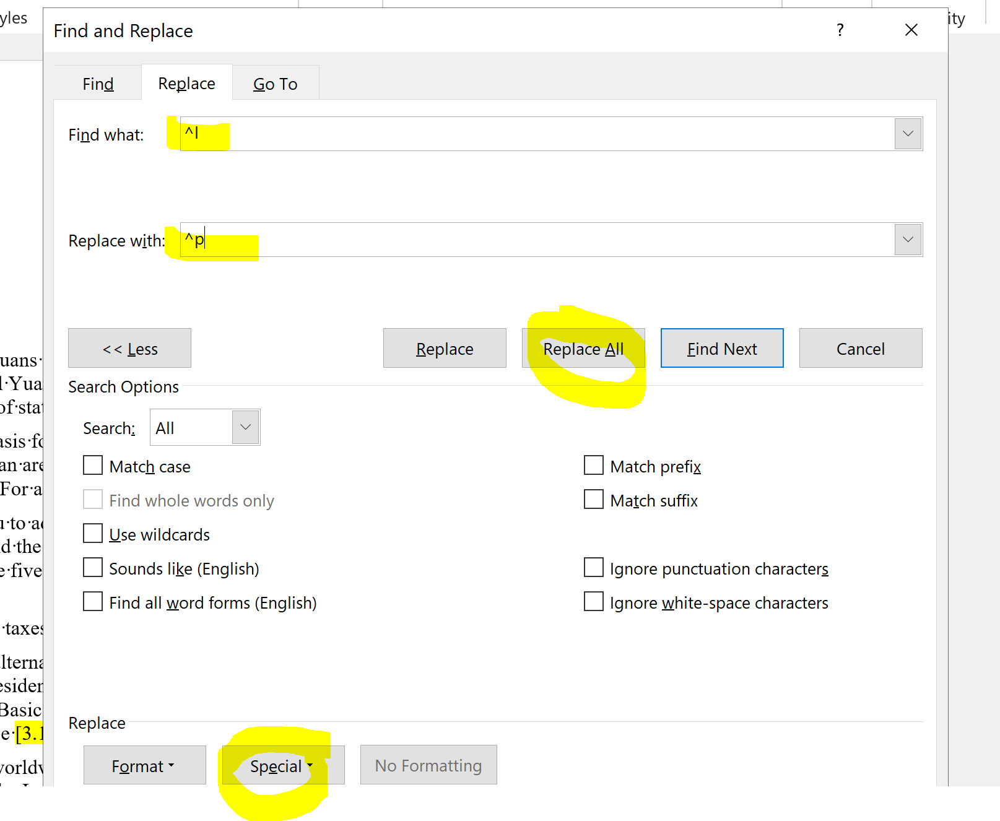 yles
ity
Find and Replace
?
Find
Replace
Go To
Find what:
^l
Replace with:
^p
<< Less
Replace
Replace All
Find Next
Cancel
Search Options
Search:
All
Match case
Match prefix
Find whole words only
Match suffix
Use wildcards
Sounds like (English)
Ignore punctuation characters
Find all word forms (English)
Ignore white-space characters
Replace
Format
Special
No Formatting
uans·
l·Yua
of·stat
asis·fo
an·are
For·a
u·to·ad
d·the
e·five
·taxes
lterna
esiden
Basic
e·[3.1
vorldw